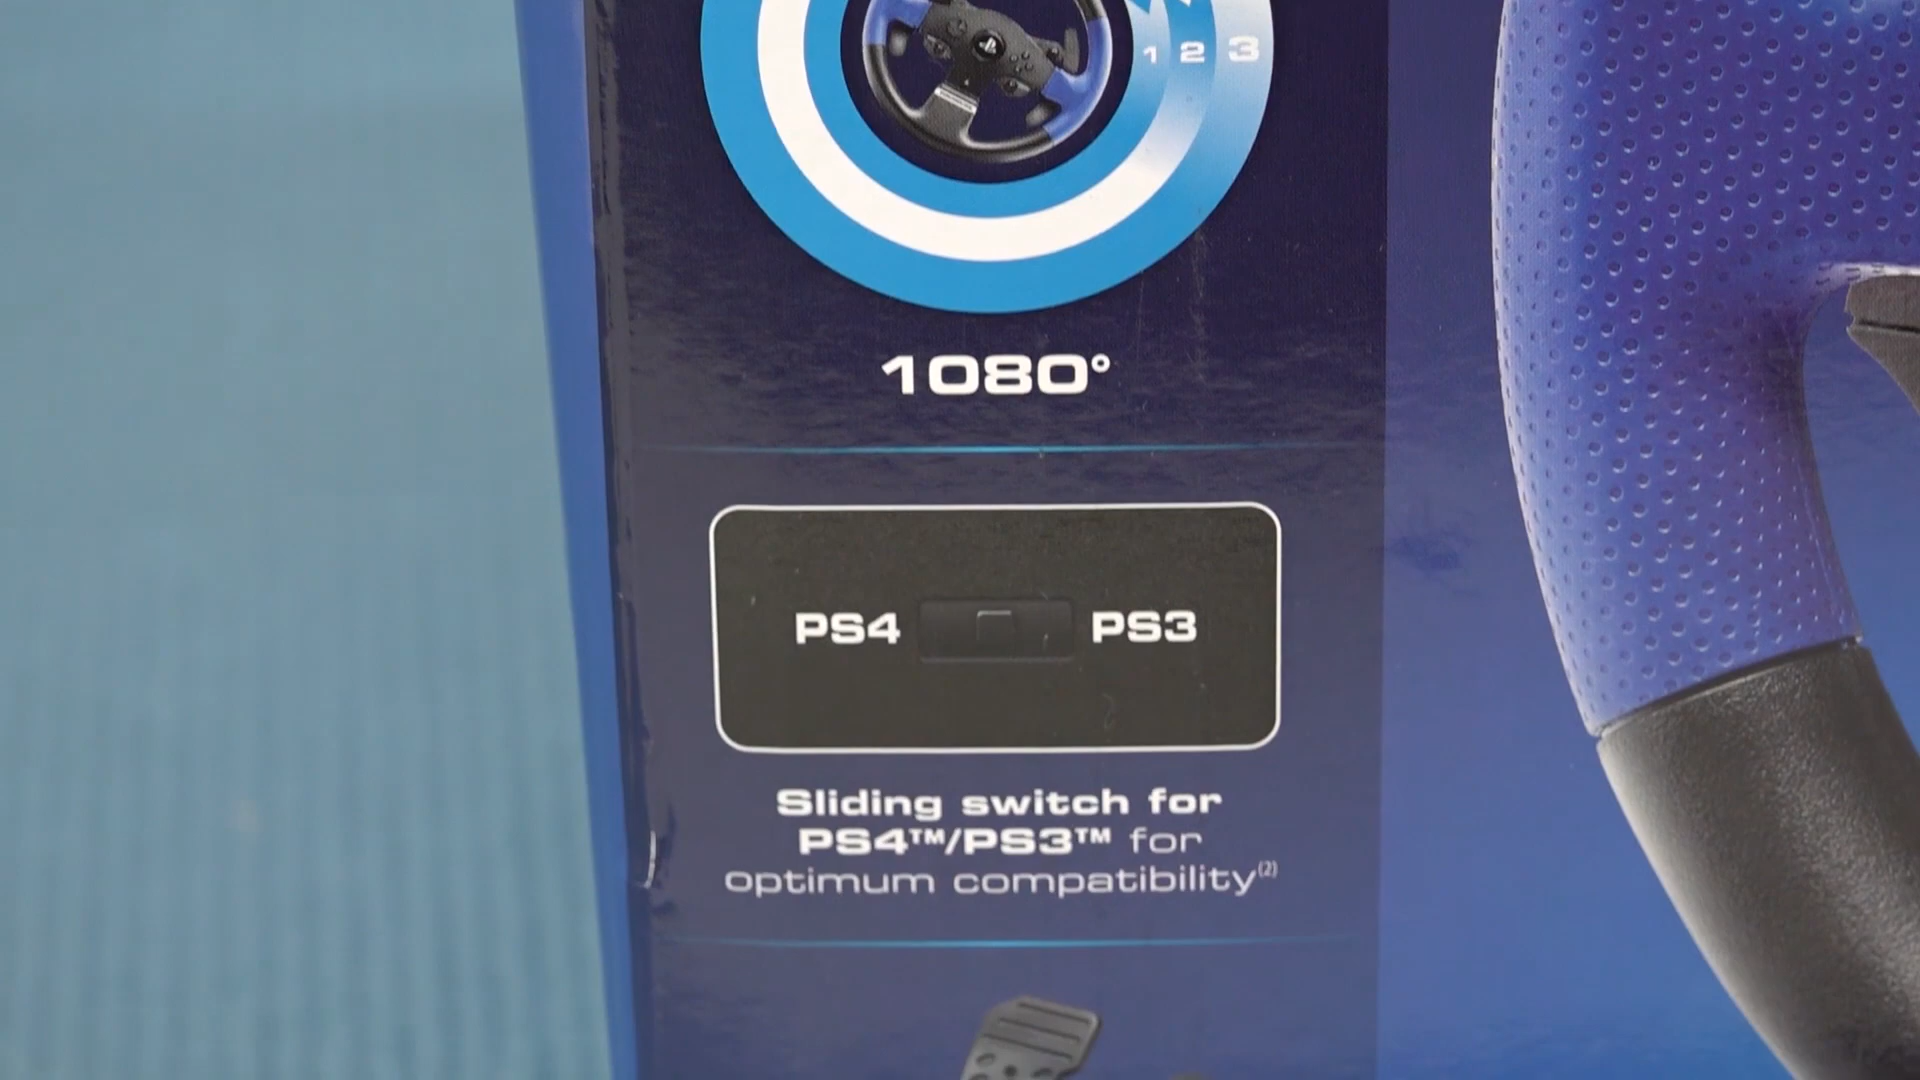 1 2 3
1080°
PS4 PS3
Sliding switch for
PS4™/PS3™ for
optimum compatibility(2)